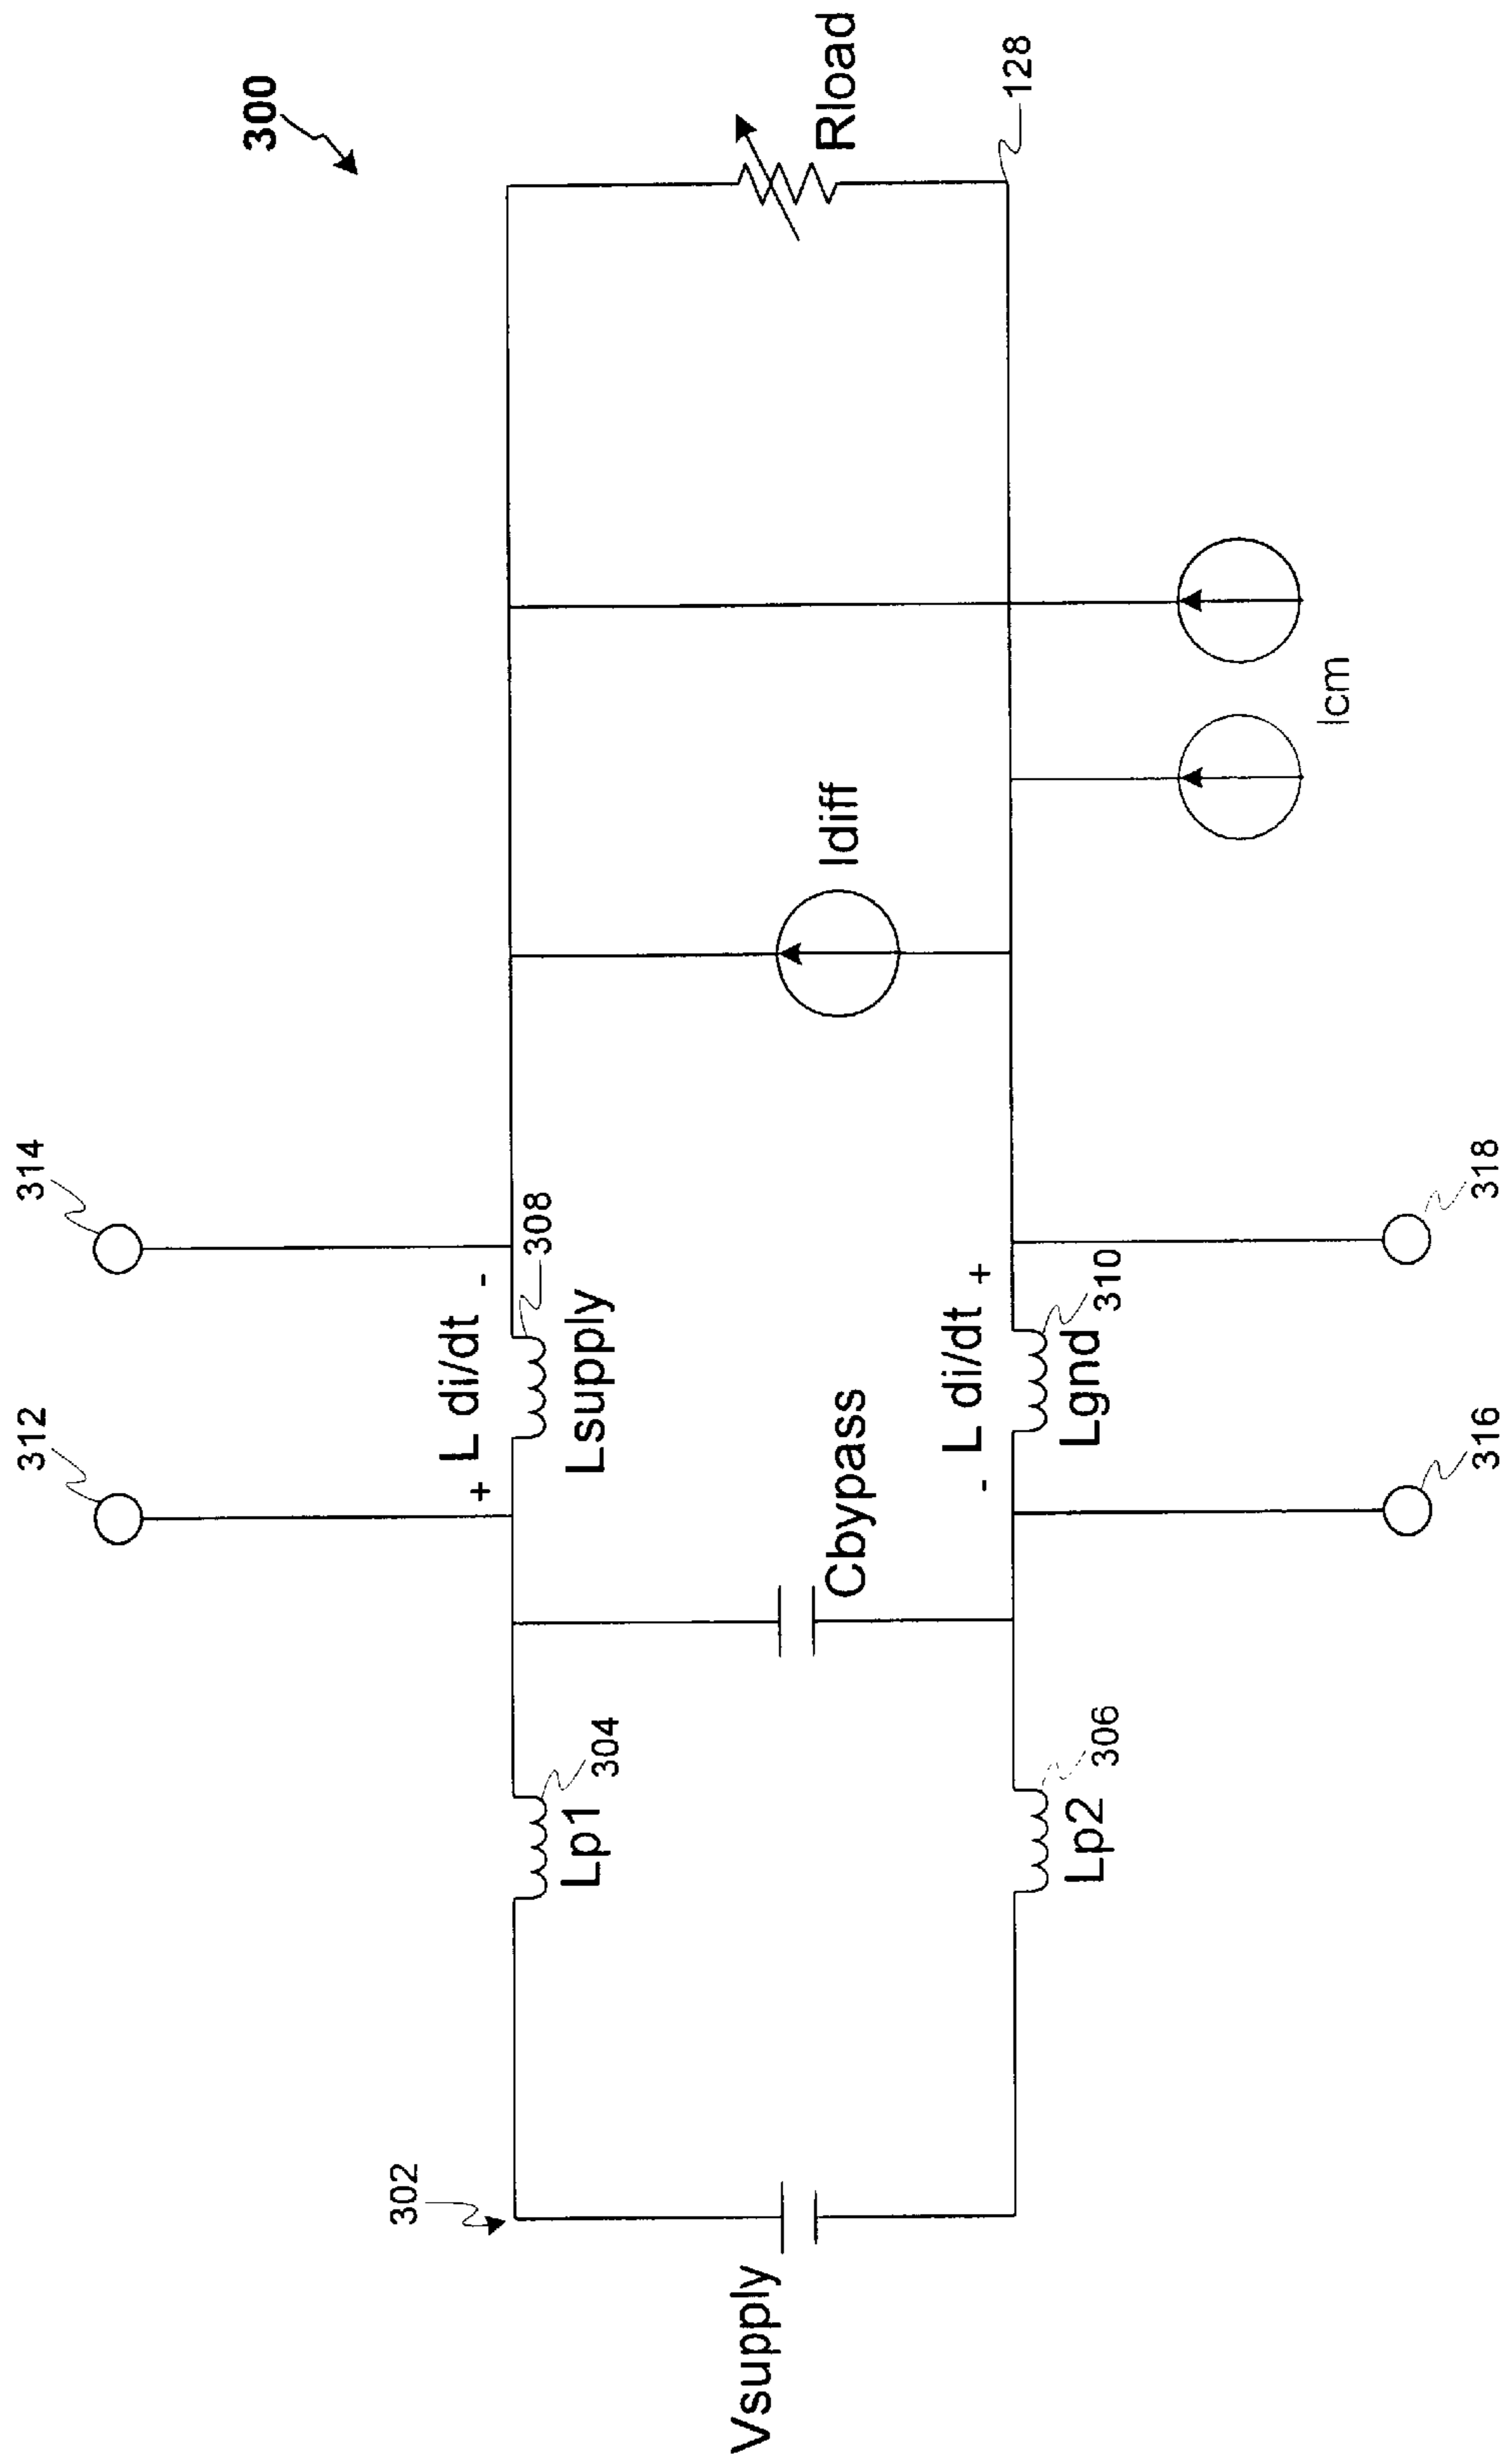 300
314
312
308
+ L di/dt -
Lsupply
302
304
Lp1
Vsupply
Cbypass
Idiff
Rload
128
- L di/dt +
310
Lgnd
306
Lp2
Icm
316
318